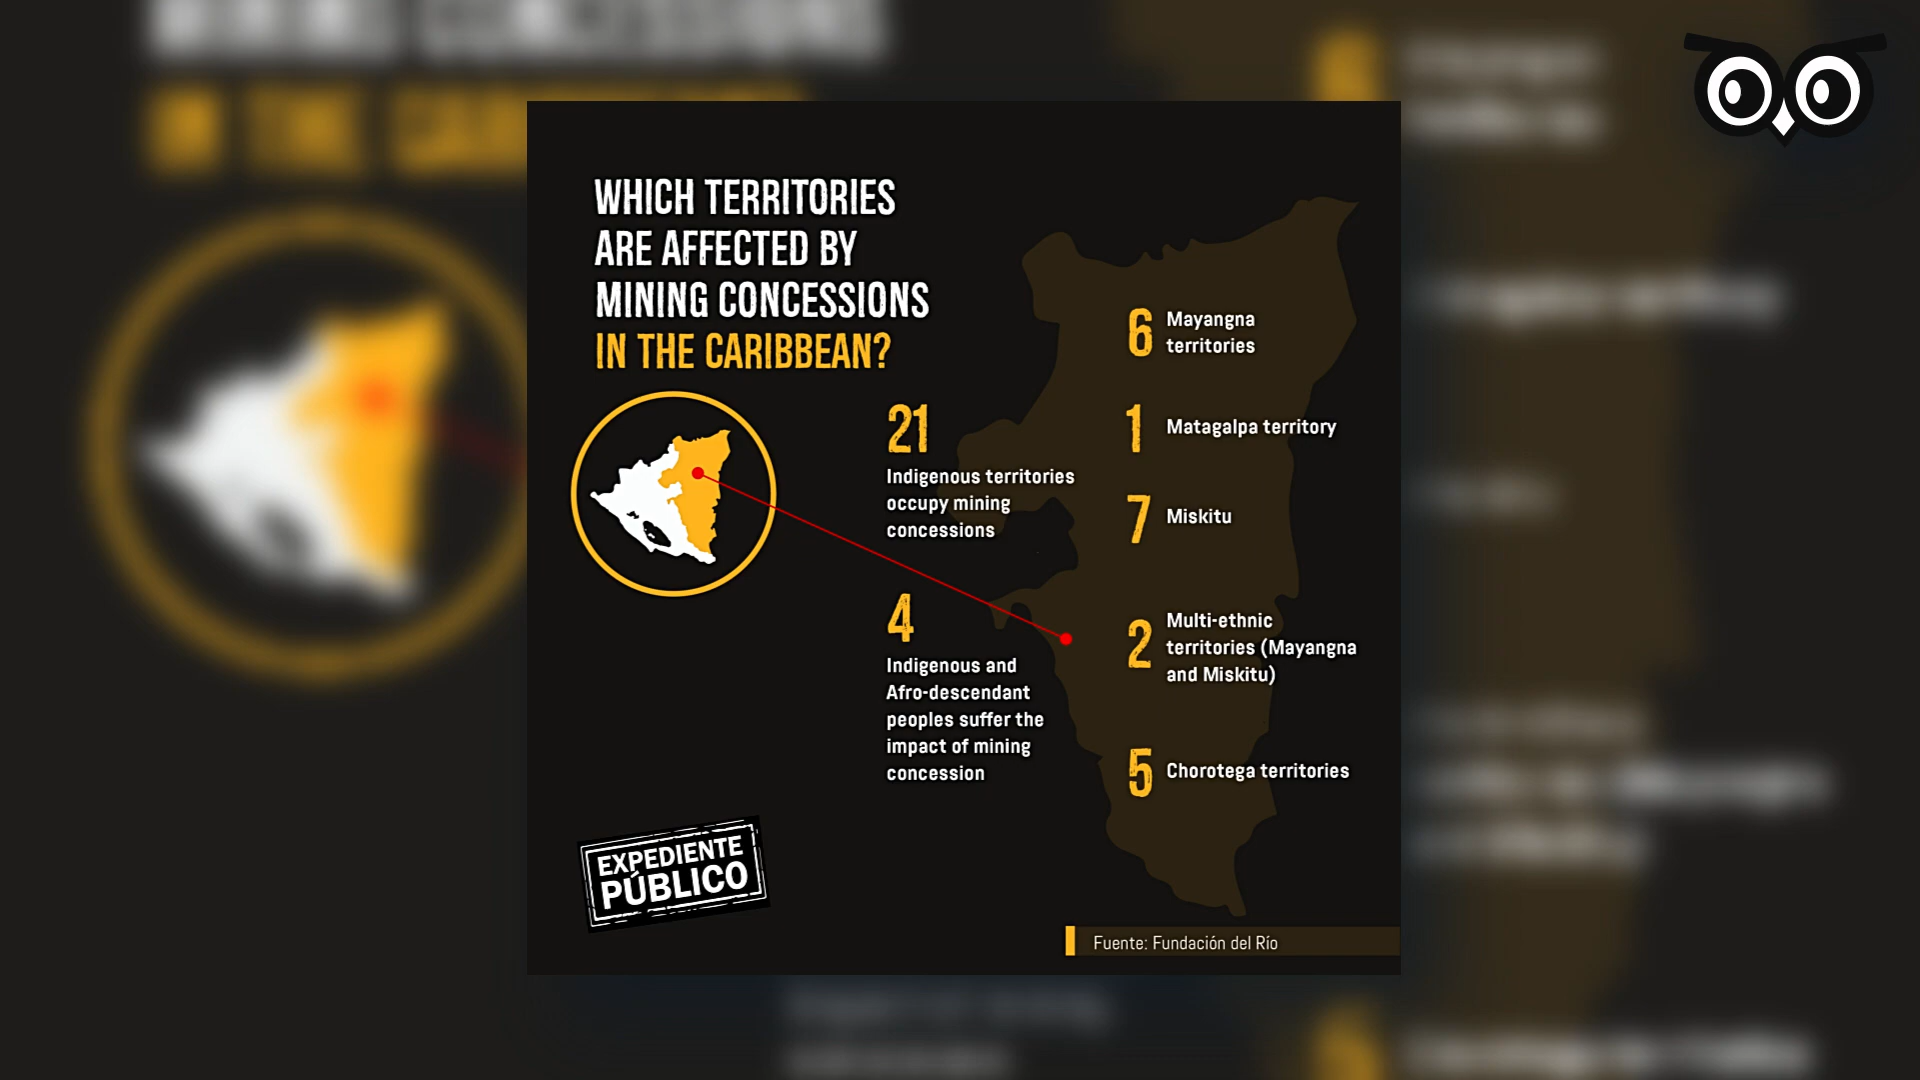 WHICH TERRITORIES
ARE AFFECTED BY
MINING CONCESSIONS
IN THE CARIBBEAN?
21
Indigenous territories
occupy mining
concessions
4
Indigenous and
Afro-descendant
peoples suffer the
impact of mining
concession
6
Mayangna
territories
1
Matagalpa territory
7
Miskitu
2
Multi-ethnic
territories (Mayangna
and Miskitu)
5
Chorotega territories
EXPEDIENTE
PÚBLICO
Fuente: Fundación del Río